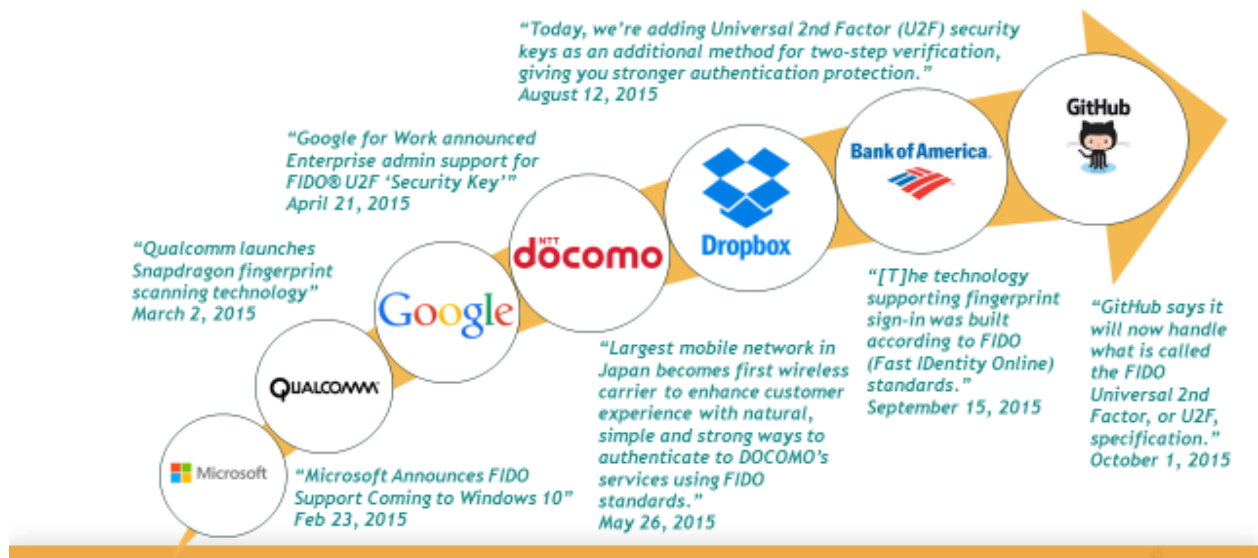 “Today, we’re adding Universal 2nd Factor (U2F) security
keys as an additional method for two-step verification,
giving you stronger authentication protection.”
August 12, 2015
GitHub
“Google for Work announced
Enterprise admin support for
FIDO® U2F ‘Security Key’”
April 21, 2015
Bank of America.
“Qualcomm launches
Snapdragon fingerprint
scanning technology”
March 2, 2015
NTT
döcomo
Dropbox
Google
“[T]he technology
supporting fingerprint
sign-in was built
according to FIDO
(Fast IDentity Online)
standards.”
September 15, 2015
“GitHub says it
will now handle
what is called
the FIDO
Universal 2nd
Factor, or U2F,
specification.”
October 1, 2015
“Largest mobile network in
Japan becomes first wireless
carrier to enhance customer
experience with natural,
simple and strong ways to
authenticate to DOCOMO’s
services using FIDO
standards.”
May 26, 2015
QUALCOMM®
Microsoft
“Microsoft Announces FIDO
Support Coming to Windows 10”
Feb 23, 2015